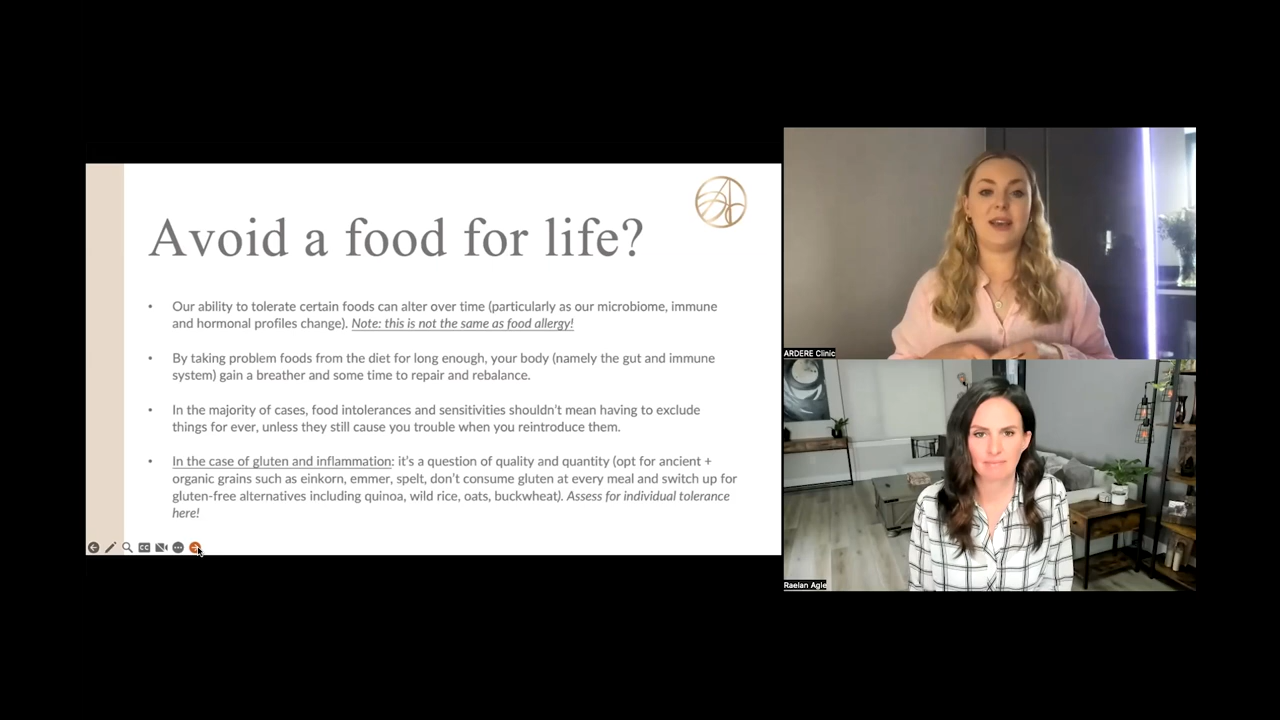 Avoid a food for life?
• Our ability to tolerate certain foods can alter over time (particularly as our microbiome, immune
and hormonal profiles change). Note: this is not the same as food allergy!
• By taking problem foods from the diet for long enough, your body (namely the gut and immune
system) gain a breather and some time to repair and rebalance.
• In the majority of cases, food intolerances and sensitivities shouldn't mean having to exclude
things for ever, unless they still cause you trouble when you reintroduce them.
• In the case of gluten and inflammation: it's a question of quality and quantity (opt for ancient +
organic grains such as einkorn, emmer, spelt, don't consume gluten at every meal and switch up for
gluten-free alternatives including quinoa, wild rice, oats, buckwheat). Assess for individual tolerance
here!
CC
ARDERE Clinic
Raelan Agle